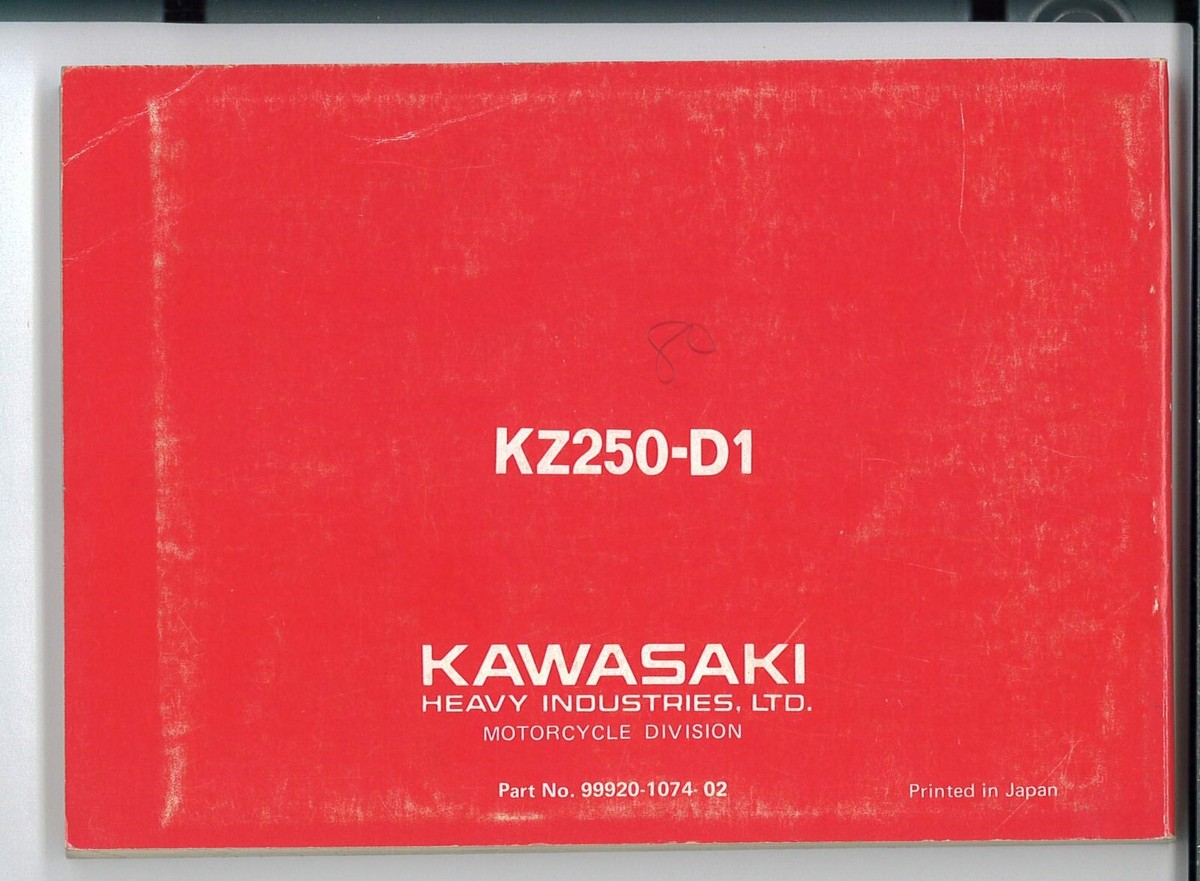 80
KZ250-D1
KAWASAKI
HEAVY INDUSTRIES, LTD.
MOTORCYCLE DIVISION
Part No. 99920-1074-02
Printed in Japan